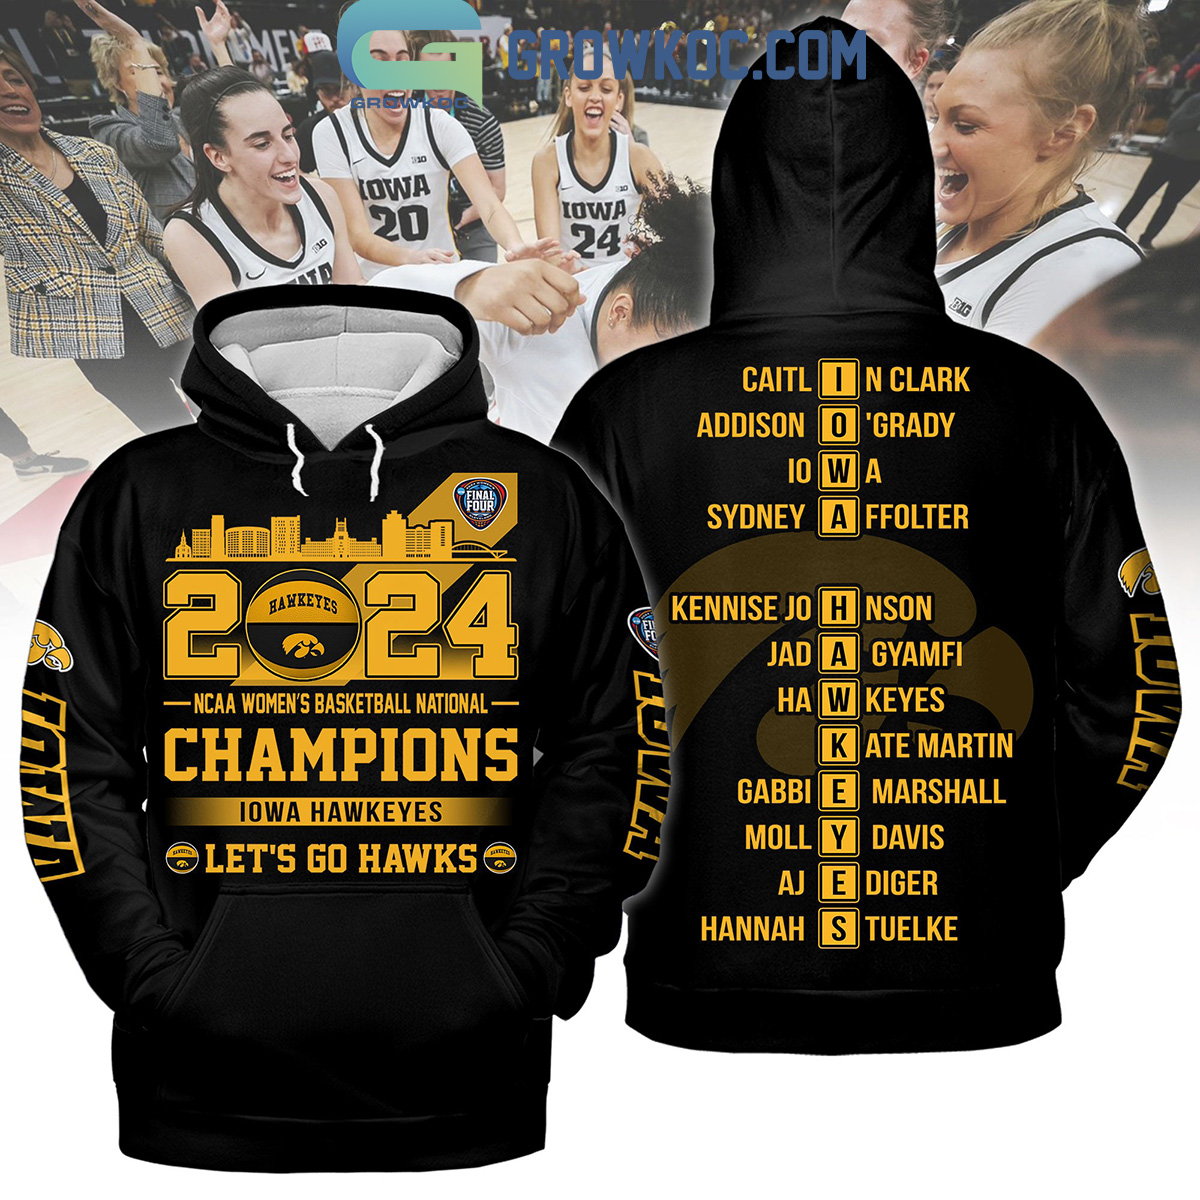 GROWKOC
GROWKOC.COM
IOWA
20
IOWA
24
FINAL
FOUR
2024
HAWKEYES
NCAA WOMEN'S BASKETBALL NATIONAL
CHAMPIONS
IOWA HAWKEYES
LET'S GO HAWKS
IOWA
IOWA
IOWA
CAITLIN CLARK
ADDISON O'GRADY
IOWA
SYDNEY AFFOLTER
KENNISE JOHNSON
JADA GYAMFI
HAWKEYES
KATE MARTIN
GABBIE MARSHALL
MOLLY DAVIS
AJ EDIGER
HANNAH STUELKE